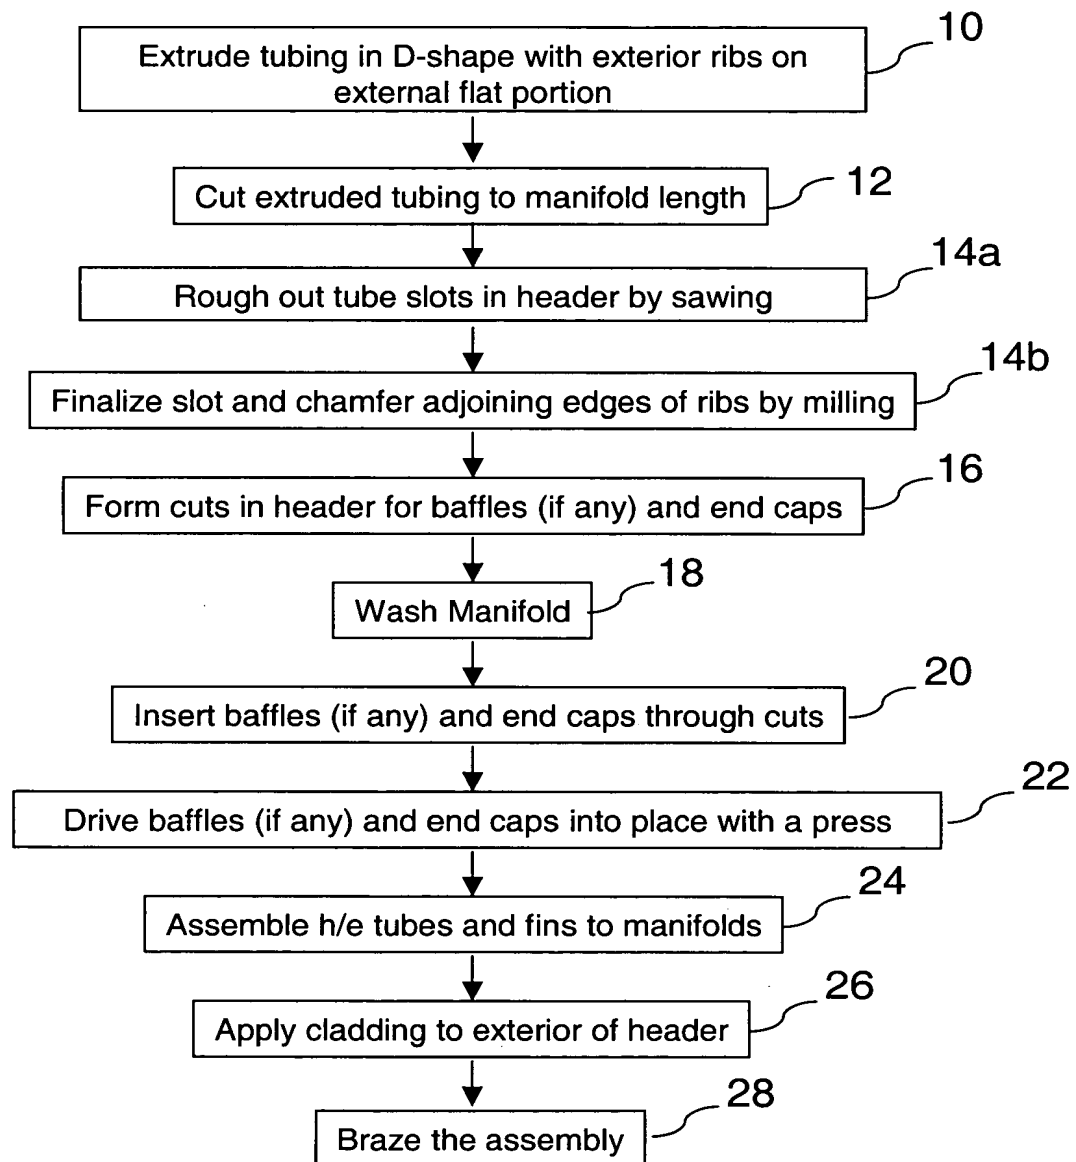 10
Extrude tubing in D-shape with exterior ribs on
external flat portion
12
Cut extruded tubing to manifold length
14a
Rough out tube slots in header by sawing
14b
Finalize slot and chamfer adjoining edges of ribs by milling
16
Form cuts in header for baffles (if any) and end caps
18
Wash Manifold
20
Insert baffles (if any) and end caps through cuts
22
Drive baffles (if any) and end caps into place with a press
24
Assemble h/e tubes and fins to manifolds
26
Apply cladding to exterior of header
28
Braze the assembly